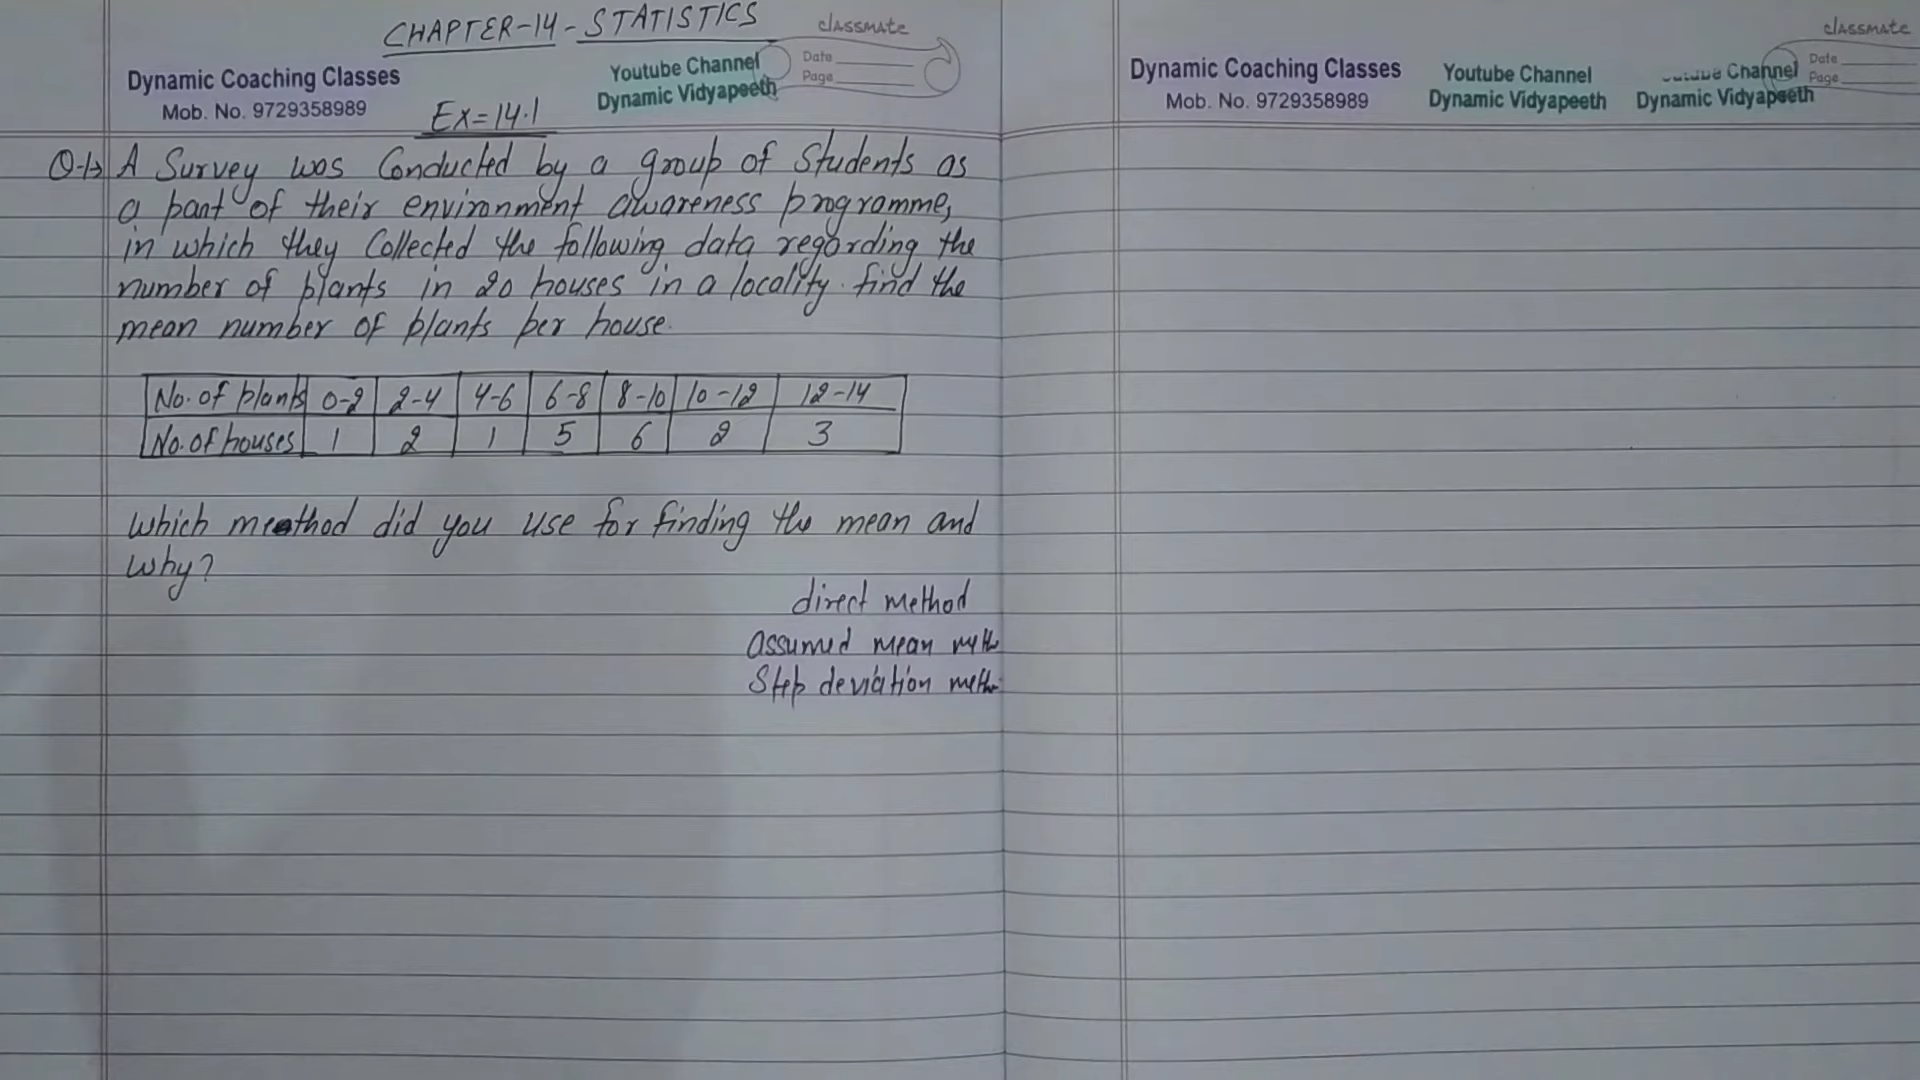 CHAPTER-14-STATISTICS
classmate
Date
Page
Dynamic Coaching Classes
Mob. No. 9729358989
Youtube Channel
Dynamic Vidyapeeth
Ex=14.1
Q-1→ A Survey was Conducted by a group of Students as
a part of their environment awareness programme,
in which they Collected the following data regarding the
number of plants in 20 houses in a locality. find the
mean number of plants per house.
No. of plants 0-2 2-4 4-6 6-8 8-10 10-12 12-14
No. of houses 1 2 1 5 6 2 3
Which method did you use for finding the mean and
Why?
direct method
Assumed mean meth
Step deviation meth
classmate
Date
Page
Dynamic Coaching Classes
Mob. No. 9729358989
Youtube Channel
Dynamic Vidyapeeth
Channel
Dynamic Vidyapeeth